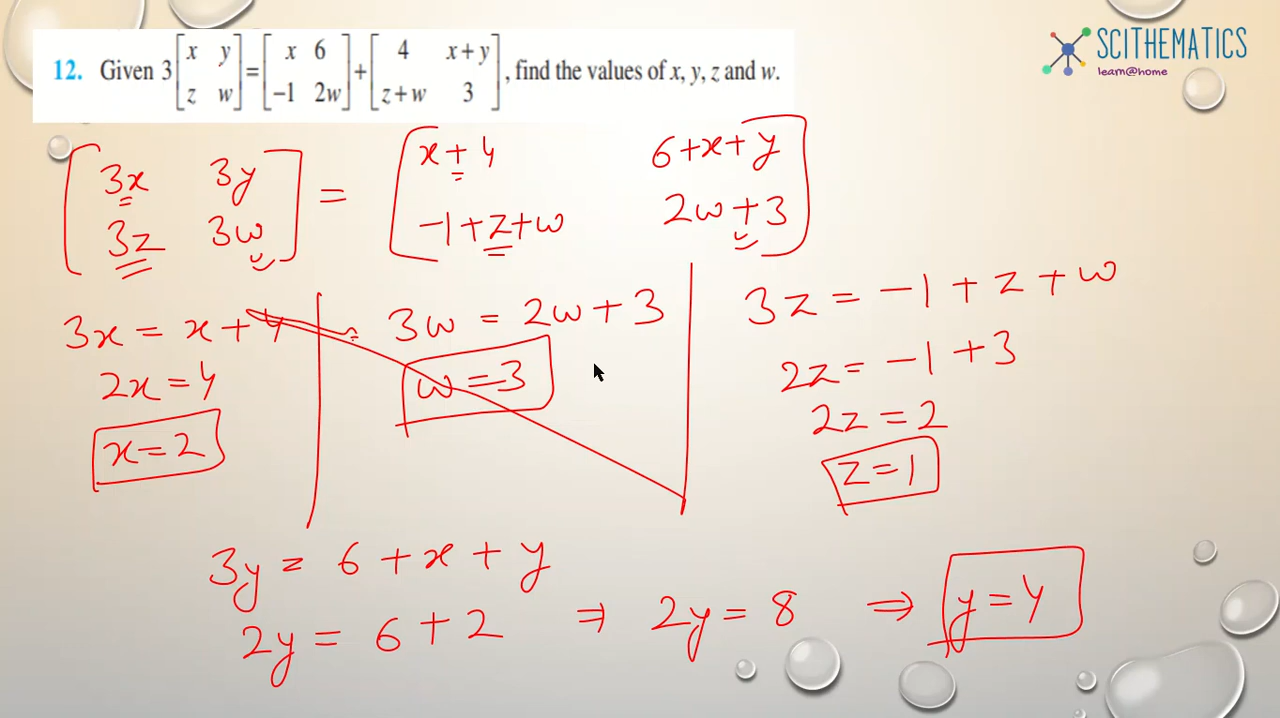 SCITHEMATICS
learn@home
12. Given 3 [x y; z w] = [x 6; -1 2w] + [4 x+y; z+w 3], find the values of x, y, z and w.
[3x 3y; 3z 3w] = [x+4 6+x+y; -1+z+w 2w+3]
3x = x+4
2x=4
x=2
3w = 2w+3
w=3
3z = -1+z+w
2z = -1+3
2z=2
z=1
3y = 6+x+y
2y = 6+2 ⇒ 2y=8 ⇒ y=4